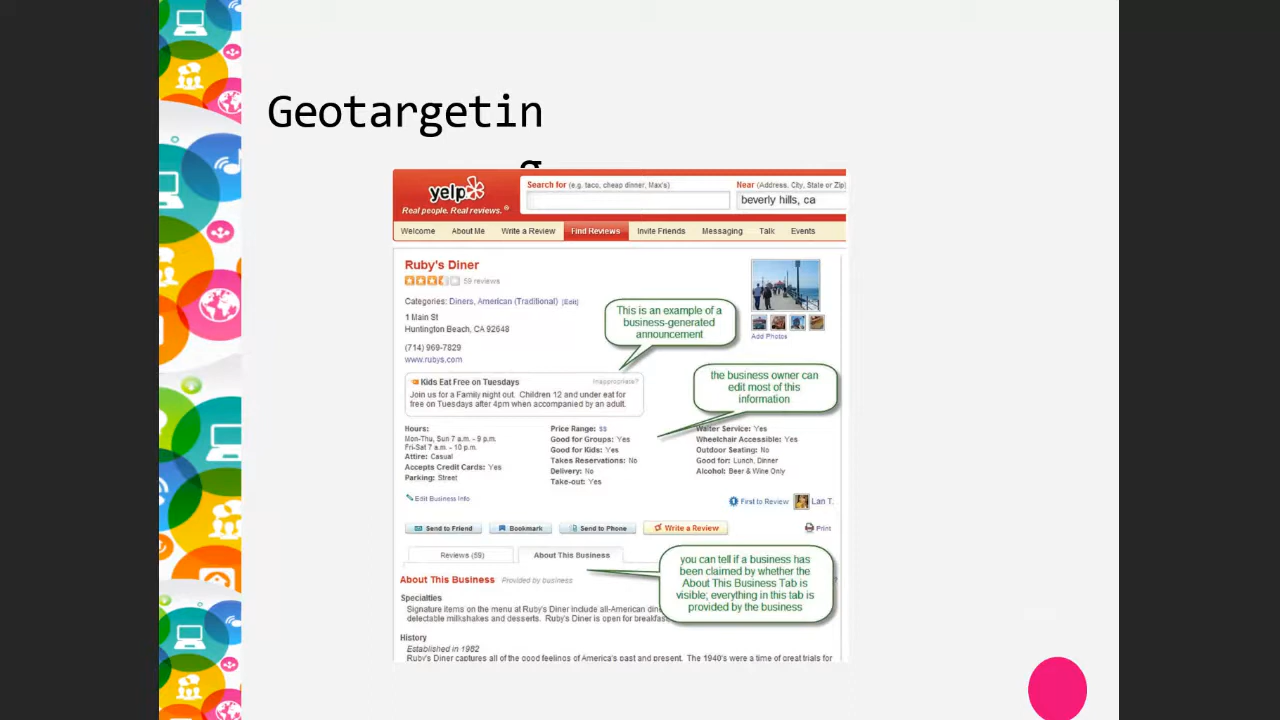 Geotargetin
g
yelp
Real people. Real reviews.®
Search for (e.g. taco, cheap dinner, Max's)
Near (Address, City, State or Zip)
beverly hills, ca
Welcome About Me Write a Review Find Reviews Invite Friends Messaging Talk Events
Ruby's Diner
59 reviews
Categories: Diners, American (Traditional) [Edit]
1 Main St
Huntington Beach, CA 92648
(714) 969-7829
www.rubys.com
Add Photos
This is an example of a
business-generated
announcement
the business owner can
edit most of this
information
Kids Eat Free on Tuesdays
Inappropriate?
Join us for a Family night out. Children 12 and under eat for
free on Tuesdays after 4pm when accompanied by an adult.
Hours:
Mon-Thu, Sun 7 a.m. - 9 p.m.
Fri-Sat 7 a.m. - 10 p.m.
Attire: Casual
Accepts Credit Cards: Yes
Parking: Street
Price Range: $$
Good for Groups: Yes
Good for Kids: Yes
Takes Reservations: No
Delivery: No
Take-out: Yes
Waiter Service: Yes
Wheelchair Accessible: Yes
Outdoor Seating: No
Good for: Lunch, Dinner
Alcohol: Beer & Wine Only
Edit Business Info
First to Review Lan T.
Send to Friend Bookmark Send to Phone Write a Review Print
Reviews (59) About This Business
you can tell if a business has
been claimed by whether the
About This Business Tab is
visible; everything in this tab is
provided by the business
About This Business Provided by business
Specialties
Signature items on the menu at Ruby's Diner include all-American
delectable milkshakes and desserts. Ruby's Diner is open for
History
Established in 1982
Ruby's Diner captures all of the good feelings of America's past and present. The 1940's were a time of great trials for